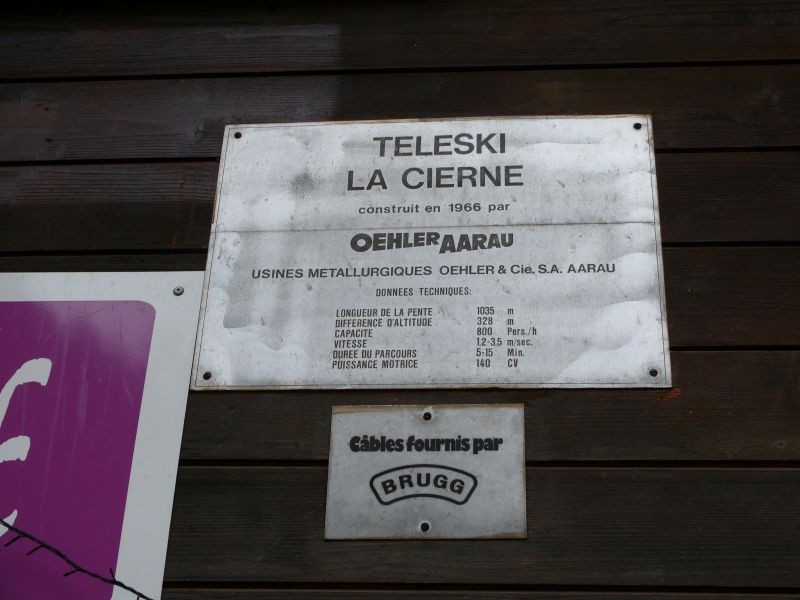 TELESKI
LA CIERNE
construit en 1966 par
OEHLER AARAU
USINES METALLURGIQUES OEHLER & Cie. S.A. AARAU
DONNEES TECHNIQUES:
LONGUEUR DE LA PENTE 1035 m
DIFFERENCE D'ALTITUDE 328 m
CAPACITE 800 Pers./h
VITESSE 1,2-3,5 m/sec.
DUREE DU PARCOURS 5-15 Min.
PUISSANCE MOTRICE 140 CV
Câbles fournis par
BRUGG